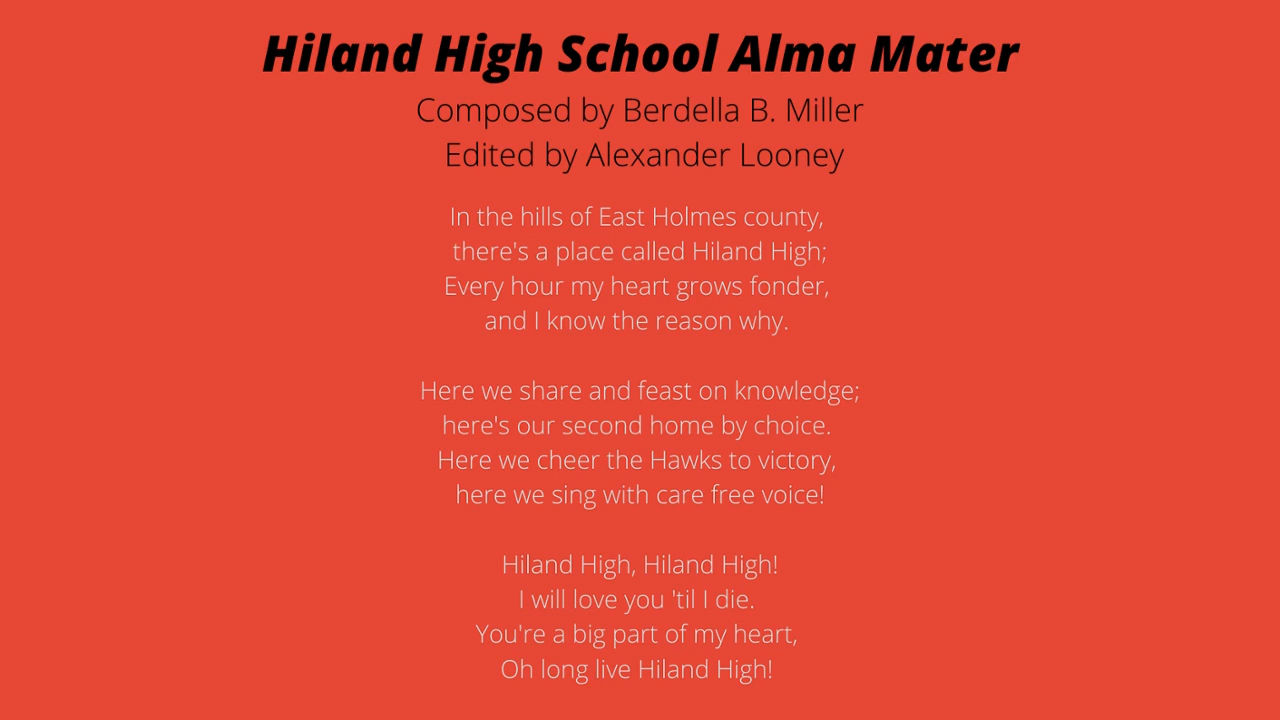 Hiland High School Alma Mater
Composed by Berdella B. Miller
Edited by Alexander Looney
In the hills of East Holmes county,
there's a place called Hiland High;
Every hour my heart grows fonder,
and I know the reason why.
Here we share and feast on knowledge;
here's our second home by choice.
Here we cheer the Hawks to victory,
here we sing with care free voice!
Hiland High, Hiland High!
I will love you 'til I die.
You're a big part of my heart,
Oh long live Hiland High!